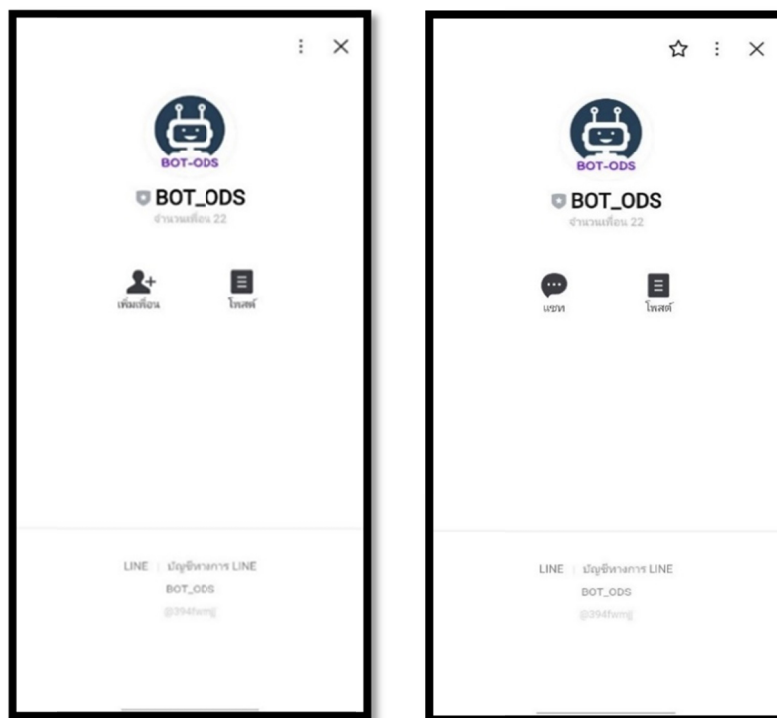 BOT-ODS
BOT_ODS
จำนวนเพื่อน 22
เพิ่มเพื่อน
โพสต์
LINE | บัญชีทางการ LINE
BOT_ODS
BOT-ODS
BOT_ODS
จำนวนเพื่อน 22
แชท
โพสต์
LINE | บัญชีทางการ LINE
BOT_ODS